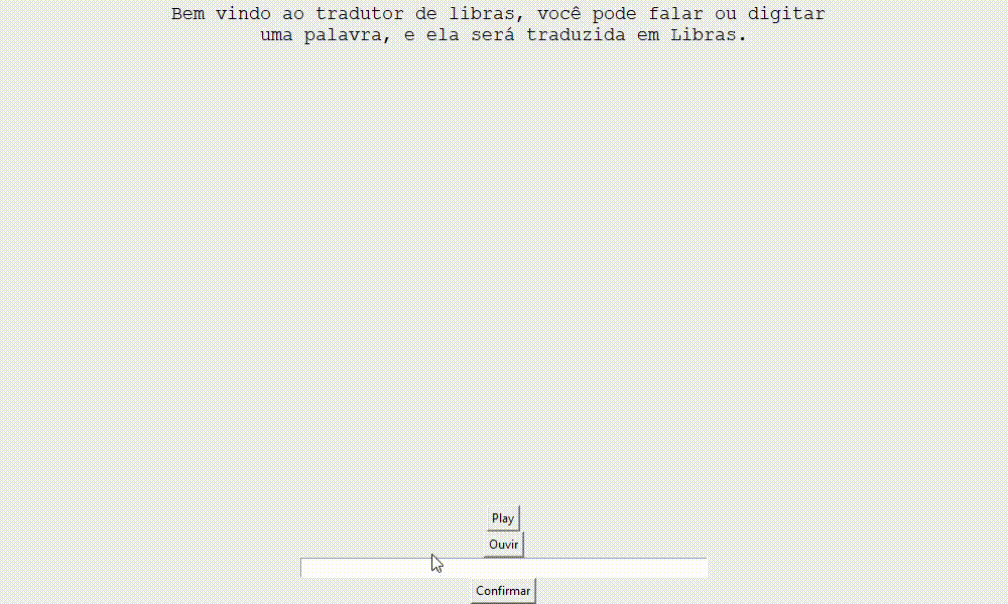 Bem vindo ao tradutor de libras, você pode falar ou digitar
uma palavra, e ela será traduzida em Libras.
Play
Ouvir
Confirmar